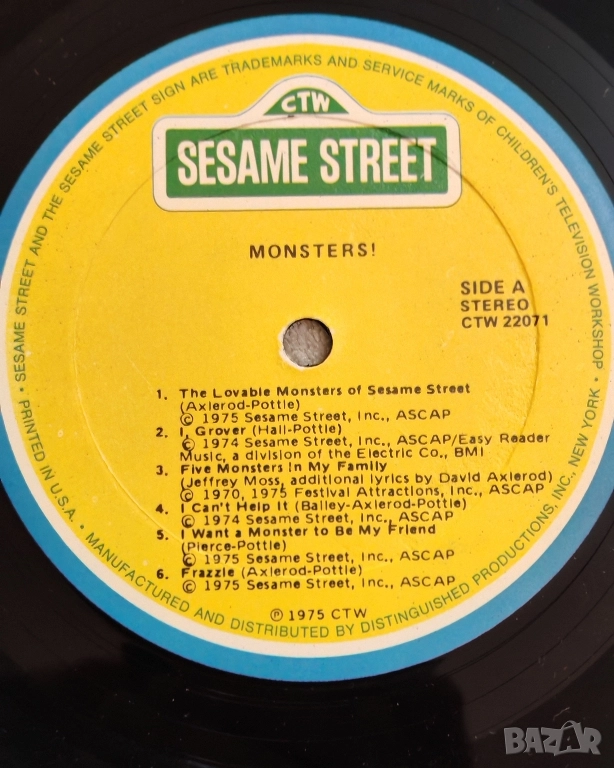 • SESAME STREET AND THE SESAME STREET SIGN ARE TRADEMARKS AND SERVICE MARKS OF CHILDREN'S TELEVISION WORKSHOP •
CTW
SESAME STREET
MONSTERS!
SIDE A
STEREO
CTW 22071
1. The Lovable Monsters of Sesame Street
(Axlerod-Pottle)
© 1975 Sesame Street, Inc., ASCAP
2. I, Grover (Hall-Pottle)
© 1974 Sesame Street, Inc., ASCAP/Easy Reader
Music, a division of the Electric Co., BMI
3. Five Monsters in My Family
(Jeffrey Moss, additional lyrics by David Axlerod)
© 1970, 1975 Festival Attractions, Inc., ASCAP
4. I Can't Help It (Bailey-Axlerod-Pottle)
© 1974 Sesame Street, Inc., ASCAP
5. I Want a Monster to Be My Friend
(Pierce-Pottle)
© 1975 Sesame Street, Inc., ASCAP
6. Frazzle (Axlerod-Pottle)
© 1975 Sesame Street, Inc., ASCAP
℗ 1975 CTW
• PRINTED IN U.S.A. • MANUFACTURED AND DISTRIBUTED BY DISTINGUISHED PRODUCTIONS, INC., NEW YORK •
BAZAR